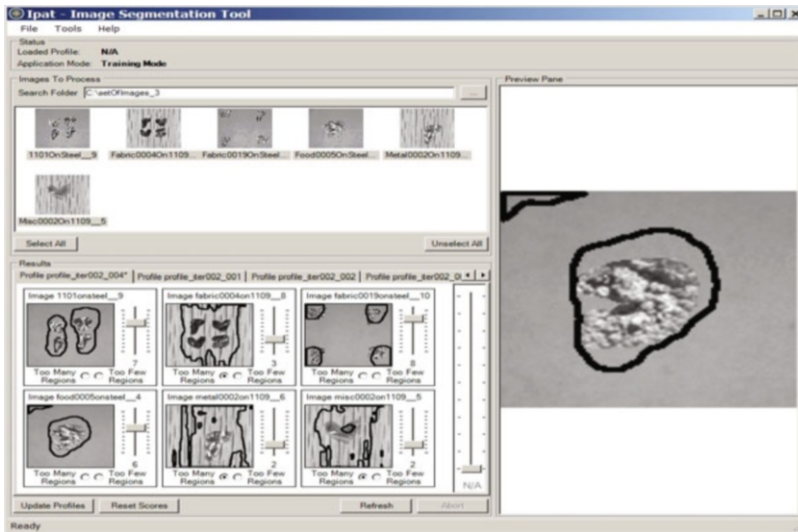 Ipat - Image Segmentation Tool
File Tools Help
Status
Loaded Profile: N/A
Application Mode: Training Mode
Images To Process
Search Folder C:\setOfImages_3
...
1101OnSteel__9 Fabric0004On1109... Fabric0019OnSteel... Food0005OnSteel... Metal0002On1109...
Misc0002On1109__5
Select All Unselect All
Results
Profile profile_iter002_004* Profile profile_iter002_001 Profile profile_iter002_002 Profile profile_iter002_0
Image 1101onsteel__9 Image fabric0004on1109__8 Image fabric0019onsteel__10
7 3 8
Too Many Regions Too Few Regions Too Many Regions Too Few Regions Too Many Regions Too Few Regions
Image food0005onsteel__4 Image metal0002on1109__6 Image misc0002on1109__5
6 2 2
Too Many Regions Too Few Regions Too Many Regions Too Few Regions Too Many Regions Too Few Regions
N/A
Update Profiles Reset Scores Refresh Abort
Ready
Preview Pane